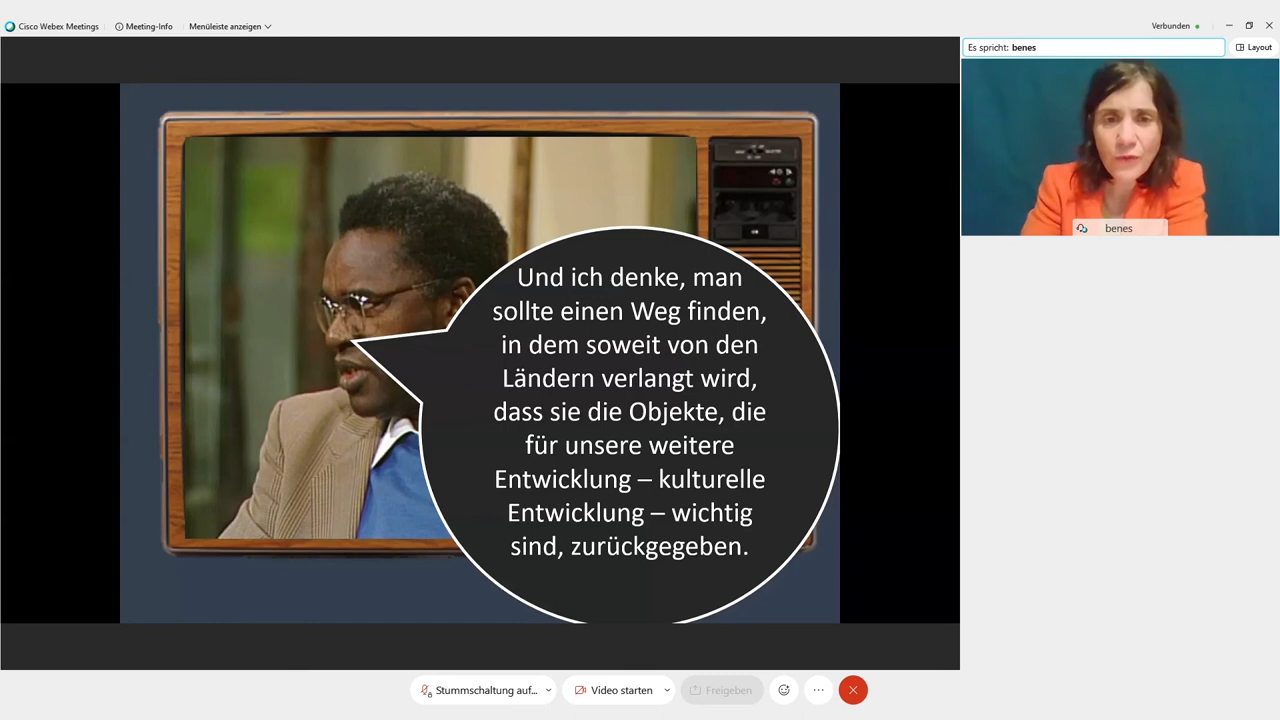 Cisco Webex Meetings
Meeting-Info
Menüleiste anzeigen
Verbunden
Es spricht: benes
Layout
benes
Und ich denke, man
sollte einen Weg finden,
in dem soweit von den
Ländern verlangt wird,
dass sie die Objekte, die
für unsere weitere
Entwicklung – kulturelle
Entwicklung – wichtig
sind, zurückgegeben.
Stummschaltung auf...
Video starten
Freigeben